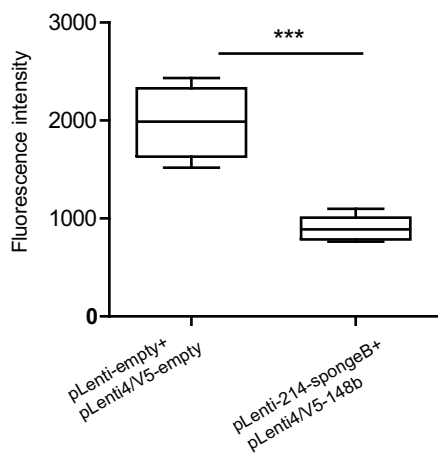 3000
***
2000
1000
0
Fluorescence intensity
pLenti-empty+
pLenti4/V5-empty
pLenti-214-spongeB+
pLenti4/V5-148b